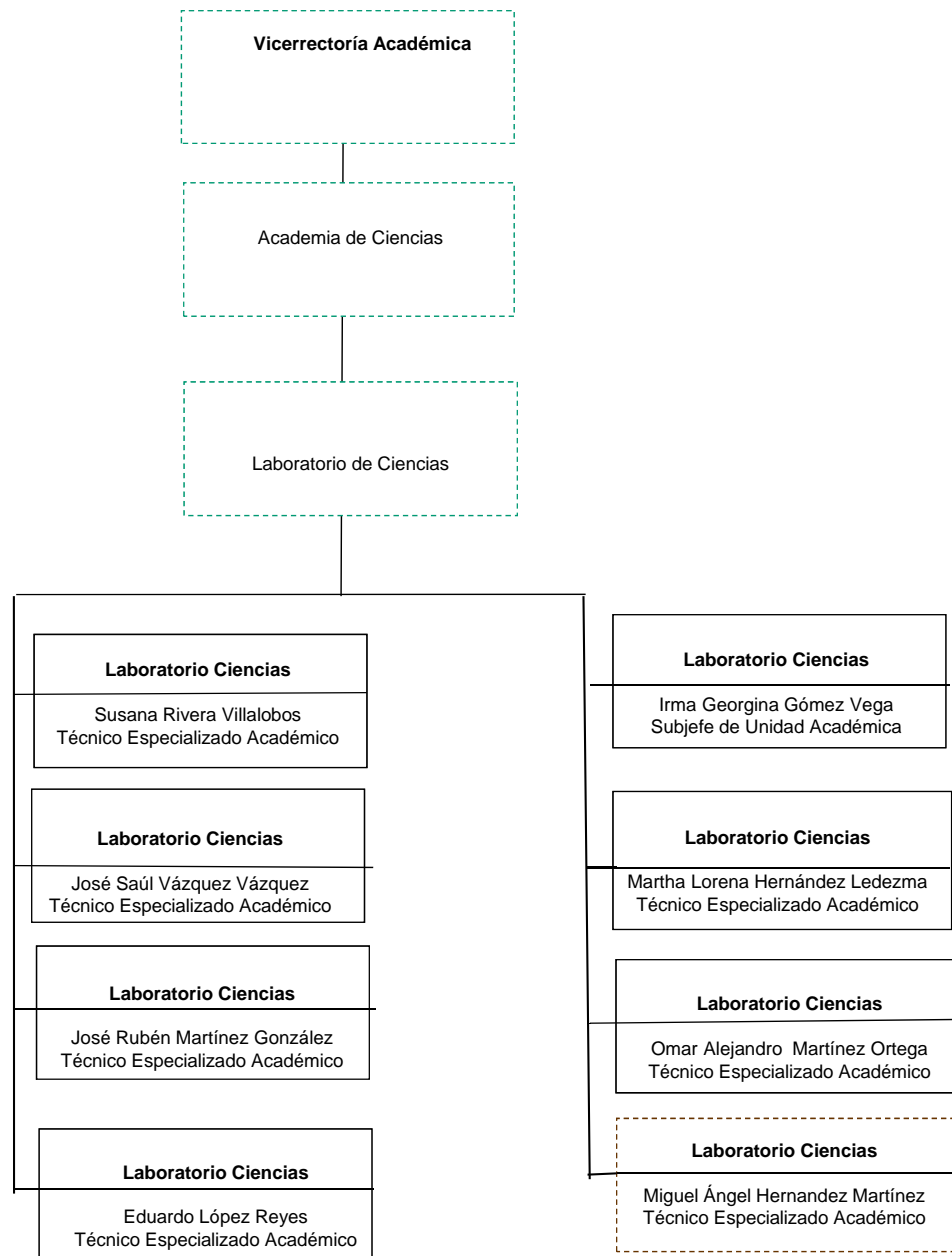 Vicerrectoría Académica
Academia de Ciencias
Laboratorio de Ciencias
Laboratorio Ciencias
Susana Rivera Villalobos
Técnico Especializado Académico
Laboratorio Ciencias
José Saúl Vázquez Vázquez
Técnico Especializado Académico
Laboratorio Ciencias
José Rubén Martínez González
Técnico Especializado Académico
Laboratorio Ciencias
Eduardo López Reyes
Técnico Especializado Académico
Laboratorio Ciencias
Irma Georgina Gómez Vega
Subjefe de Unidad Académica
Laboratorio Ciencias
Martha Lorena Hernández Ledezma
Técnico Especializado Académico
Laboratorio Ciencias
Omar Alejandro Martínez Ortega
Técnico Especializado Académico
Laboratorio Ciencias
Miguel Ángel Hernandez Martínez
Técnico Especializado Académico